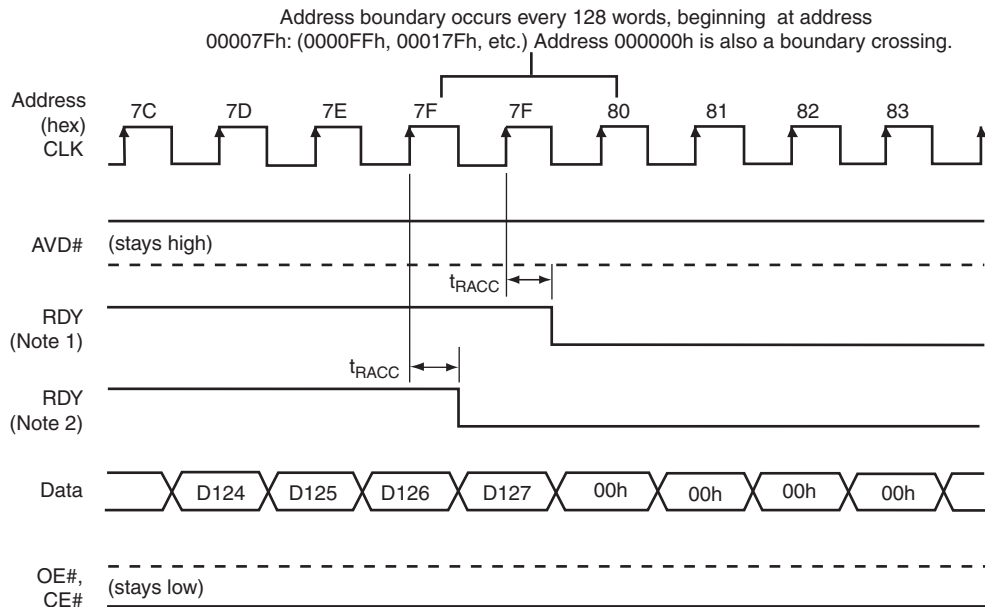 Address boundary occurs every 128 words, beginning at address
00007Fh: (0000FFh, 00017Fh, etc.) Address 000000h is also a boundary crossing.
Address
(hex)
CLK
7C 7D 7E 7F 7F 80 81 82 83
AVD#
(stays high)
tRACC
RDY
(Note 1)
tRACC
RDY
(Note 2)
Data
D124 D125 D126 D127 00h 00h 00h 00h
OE#,
CE#
(stays low)